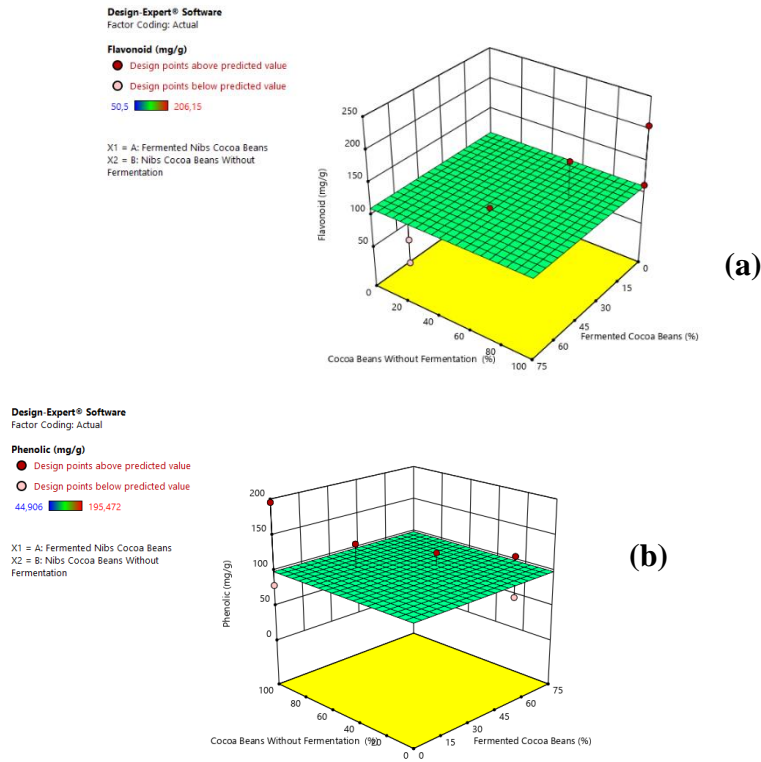 Design-Expert® Software
Factor Coding: Actual
Flavonoid (mg/g)
Design points above predicted value
Design points below predicted value
50,5 206,15
X1 = A: Fermented Nibs Cocoa Beans
X2 = B: Nibs Cocoa Beans Without
Fermentation
250
200
150
100
50
Flavonoid (mg/g)
0
20
40
60
80
100
75
60
45
30
15
0
Cocoa Beans Without Fermentation (%)
Fermented Cocoa Beans (%)
(a)
Design-Expert® Software
Factor Coding: Actual
Phenolic (mg/g)
Design points above predicted value
Design points below predicted value
44,906 195,472
X1 = A: Fermented Nibs Cocoa Beans
X2 = B: Nibs Cocoa Beans Without
Fermentation
200
150
100
50
0
Phenolic (mg/g)
100
80
60
40
20
0
0
15
30
45
60
75
Cocoa Beans Without Fermentation (%)
Fermented Cocoa Beans (%)
(b)